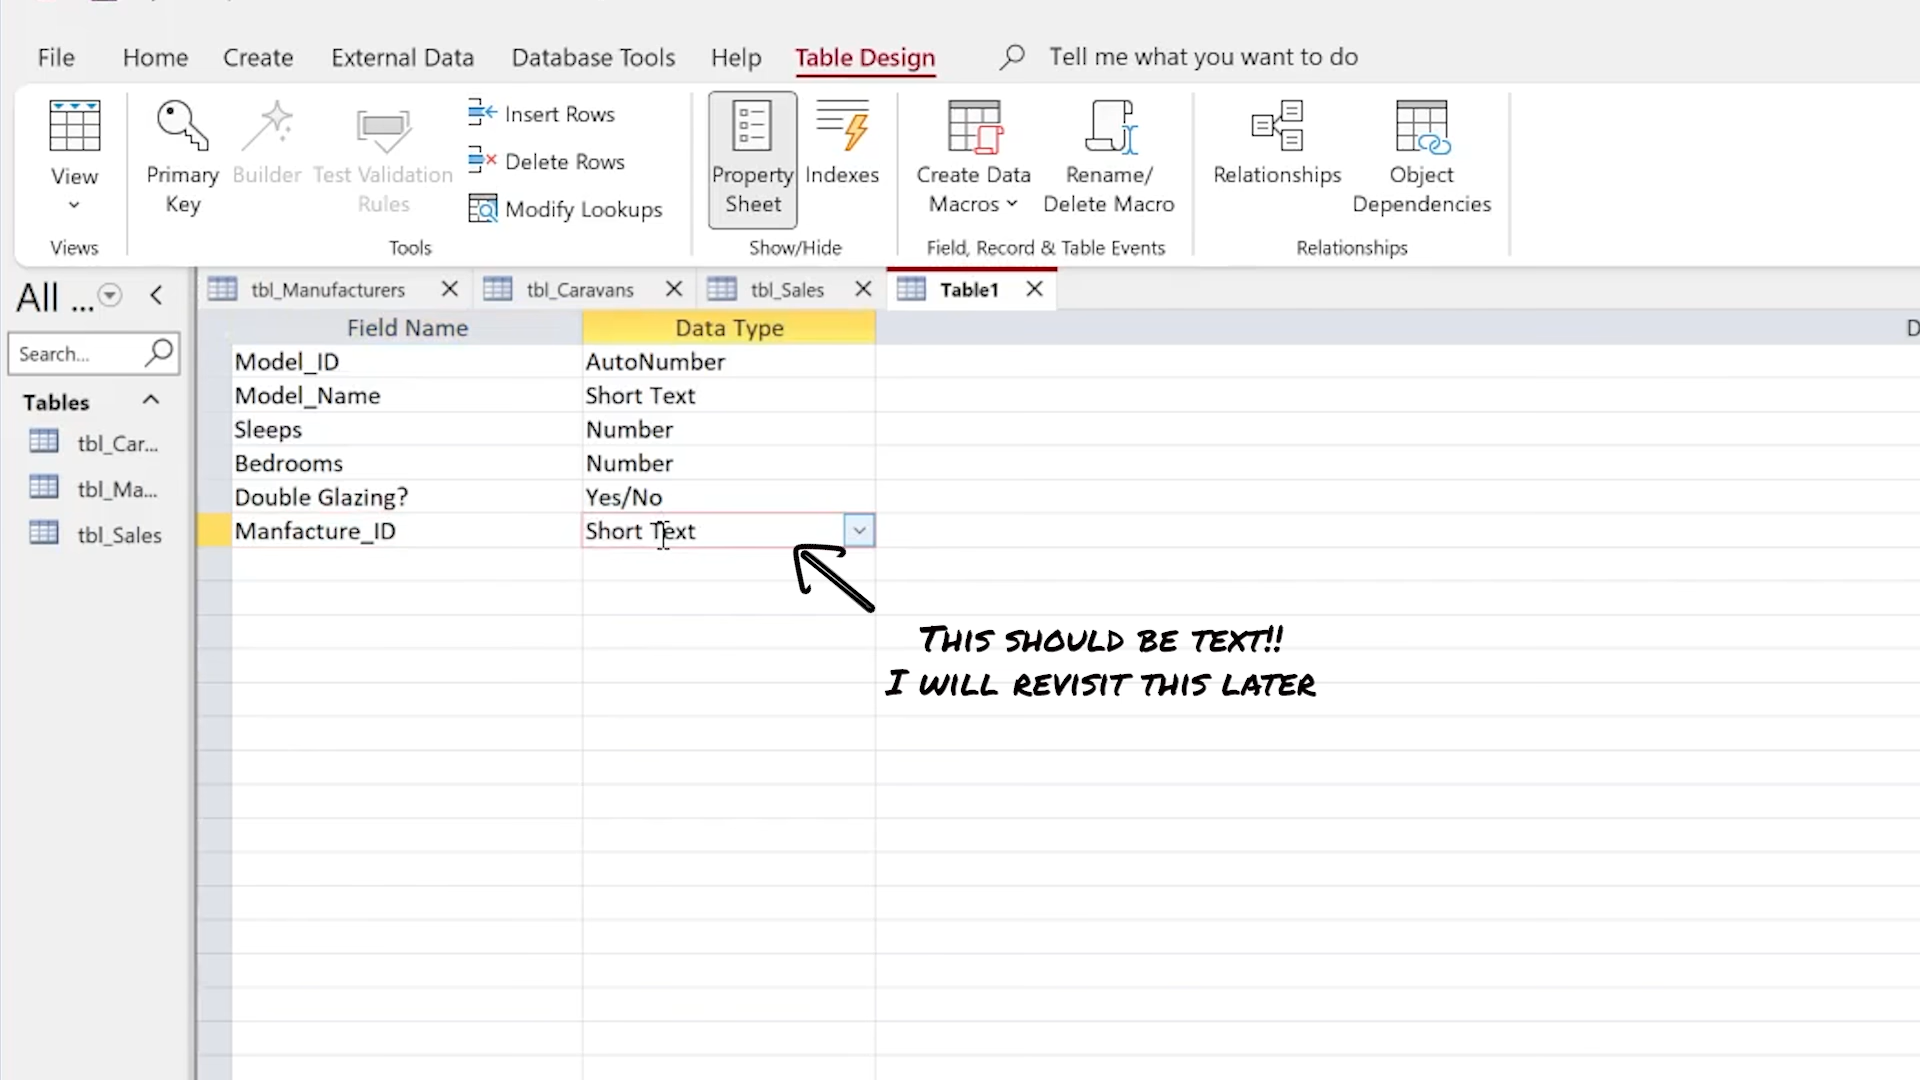 File Home Create External Data Database Tools Help Table Design Tell me what you want to do
View
Primary
Key
Builder
Test Validation
Rules
Insert Rows
Delete Rows
Modify Lookups
Property
Sheet
Indexes
Create Data
Macros
Rename/
Delete Macro
Relationships
Object
Dependencies
Views Tools Show/Hide Field, Record & Table Events Relationships
All ...
Search...
Tables
tbl_Car...
tbl_Ma...
tbl_Sales
tbl_Manufacturers tbl_Caravans tbl_Sales Table1
Field Name Data Type D
Model_ID AutoNumber
Model_Name Short Text
Sleeps Number
Bedrooms Number
Double Glazing? Yes/No
Manfacture_ID Short Text
THIS SHOULD BE TEXT!!
I WILL REVISIT THIS LATER